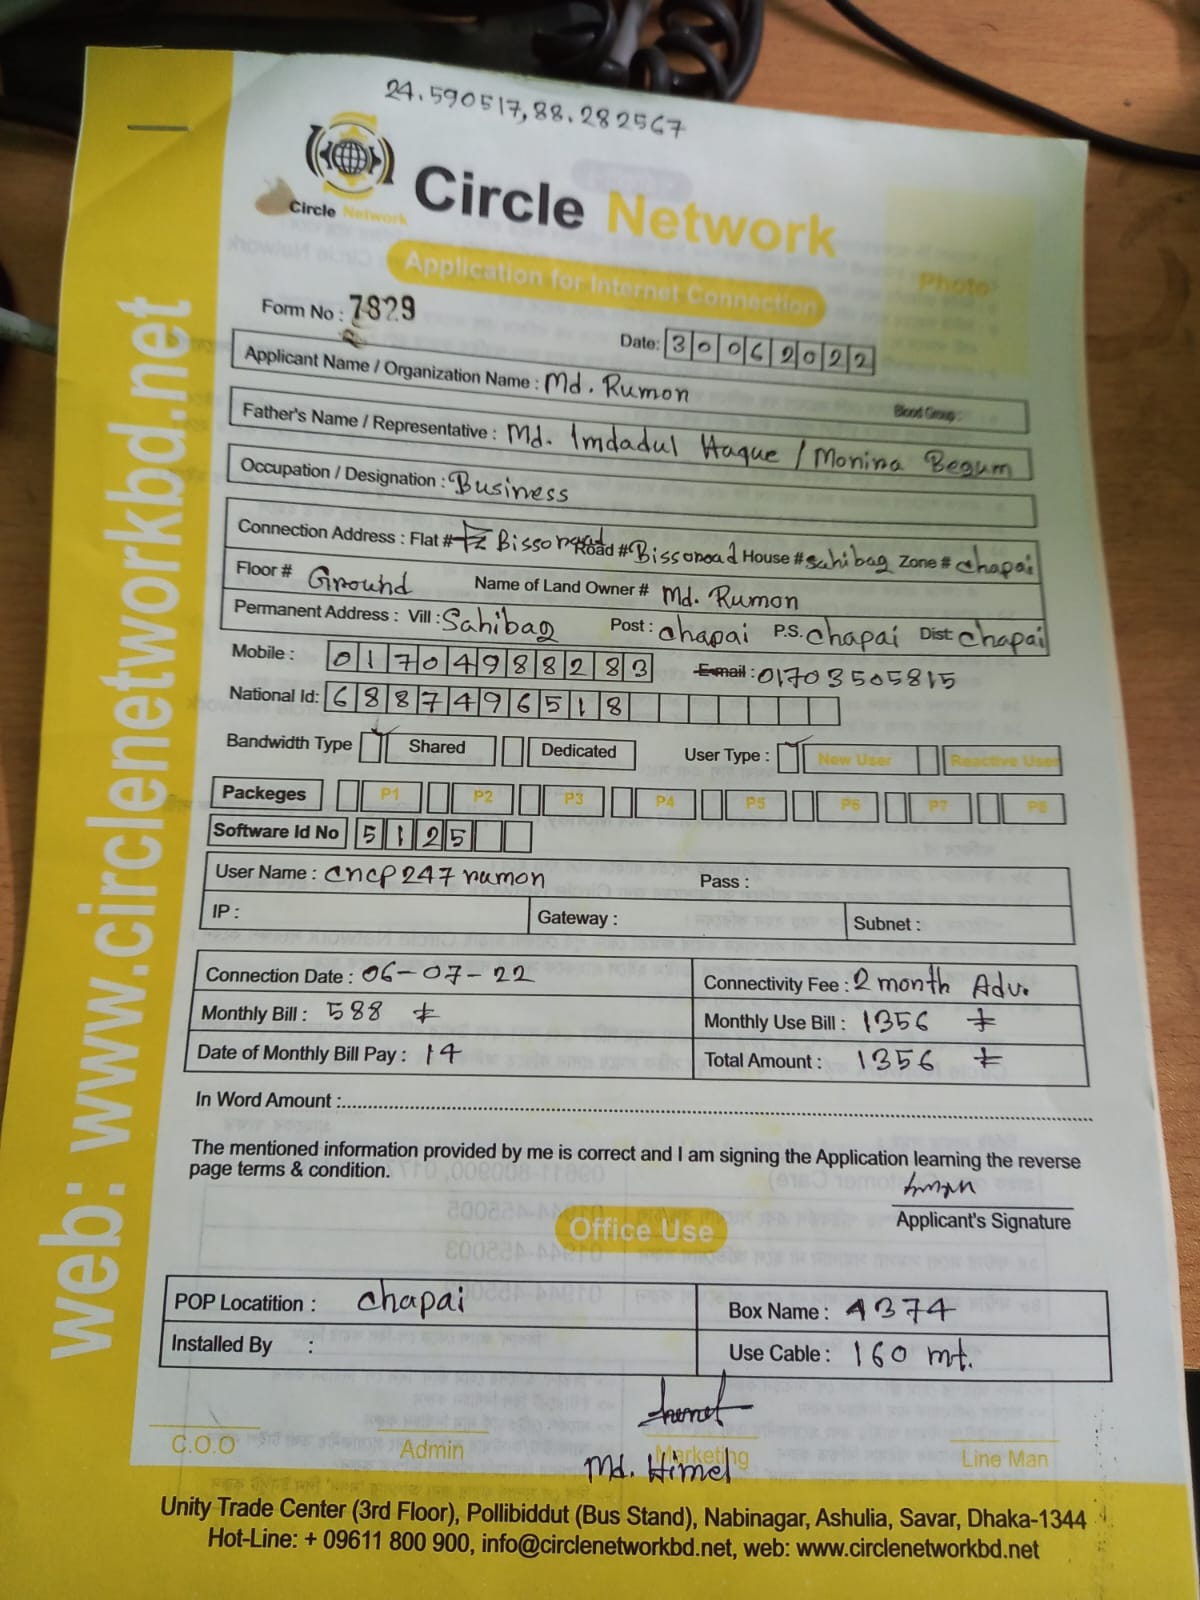 24.590517,88.282567
Circle Network
Circle Network
Application for Internet Connection
Photo
Form No : 7829
Date: 30062022
Applicant Name / Organization Name : Md. Rumon
Blood Group :
Father's Name / Representative : Md. Imdadul Haque / Monina Begum
Occupation / Designation : Business
Connection Address : Flat # Bissoroad Road # Bissoroad House # Sahibag Zone # chapai
Floor # Ground Name of Land Owner # Md. Rumon
Permanent Address : Vill : Sahibag Post : chapai P.S. chapai Dist: chapai
Mobile : 01704988283 E-mail : 01703505815
National Id: 6887496518
Bandwidth Type Shared Dedicated User Type : New User Reactive User
Packeges P1 P2 P3 P4 P5 P6 P7 P8
Software Id No 5125
User Name : cncp247rumon Pass :
IP : Gateway : Subnet :
Connection Date : 06-07-22 Connectivity Fee : 2 month Adv.
Monthly Bill : 588 Monthly Use Bill : 1356
Date of Monthly Bill Pay : 14 Total Amount : 1356
In Word Amount :
The mentioned information provided by me is correct and I am signing the Application learning the reverse
page terms & condition.
Applicant's Signature
Office Use
POP Locatition : chapai Box Name : A374
Installed By : Use Cable : 160 mt.
C.O.O Admin Marketing Line Man
Md. Himel
Unity Trade Center (3rd Floor), Pollibiddut (Bus Stand), Nabinagar, Ashulia, Savar, Dhaka-1344
Hot-Line: + 09611 800 900, info@circlenetworkbd.net, web: www.circlenetworkbd.net
web: www.circlenetworkbd.net